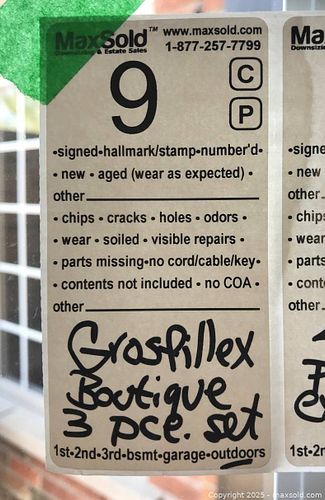 MaxSold™ www.maxsold.com
Downsizing & Estate Sales 1-877-257-7799
9 C
P
•signed•hallmark/stamp•number'd•
• new • aged (wear as expected) •
other
• chips • cracks • holes • odors •
• wear • soiled • visible repairs •
• parts missing•no cord/cable/key•
• contents not included • no COA •
other
Grosfillex
Boutique
3 pce. set
1st•2nd•3rd•bsmt•garage•outdoors
Copyright 2025 - maxsold.com